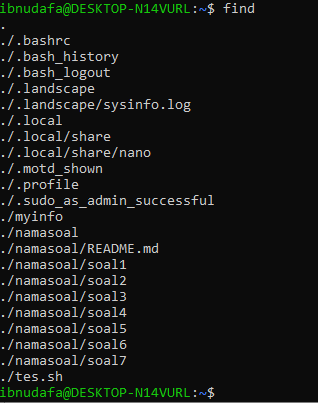 ibnudafa@DESKTOP-N14VURL:~$ find
.
./.bashrc
./.bash_history
./.bash_logout
./.landscape
./.landscape/sysinfo.log
./.local
./.local/share
./.local/share/nano
./.motd_shown
./.profile
./.sudo_as_admin_successful
./myinfo
./namasoal
./namasoal/README.md
./namasoal/soal1
./namasoal/soal2
./namasoal/soal3
./namasoal/soal4
./namasoal/soal5
./namasoal/soal6
./namasoal/soal7
./tes.sh
ibnudafa@DESKTOP-N14VURL:~$